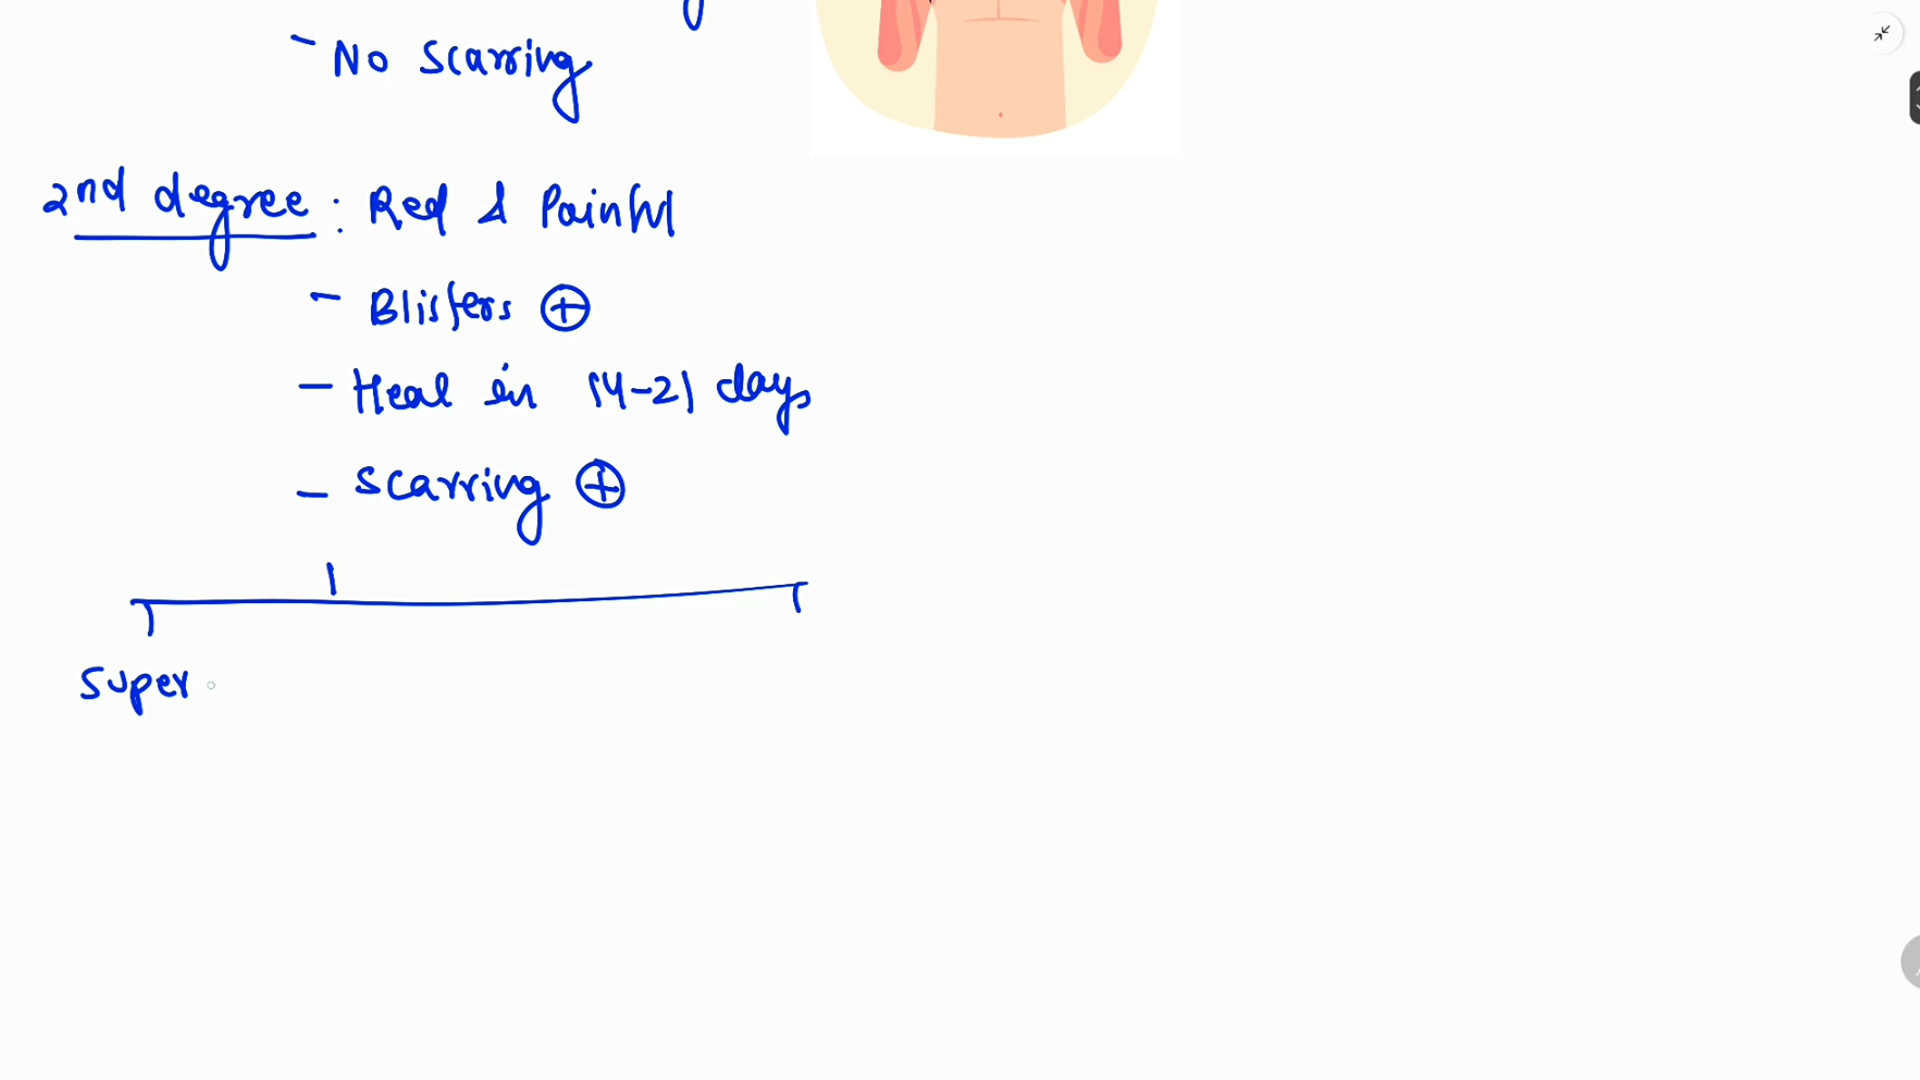 - No Scarring
2nd degree : Red & Painful
- Blisters ⊕
- Heal in 14-21 days
- Scarring ⊕
Super